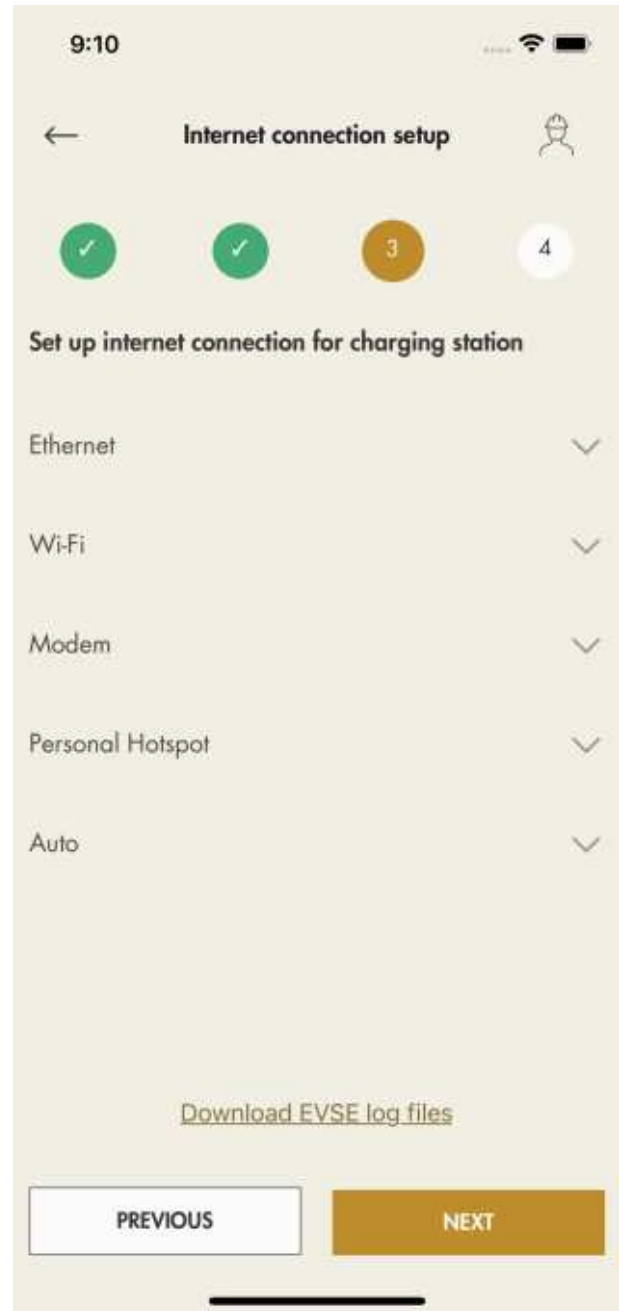 9:10
Internet connection setup
✓ ✓ 3 4
Set up internet connection for charging station
Ethernet
Wi-Fi
Modem
Personal Hotspot
Auto
Download EVSE log files
PREVIOUS NEXT